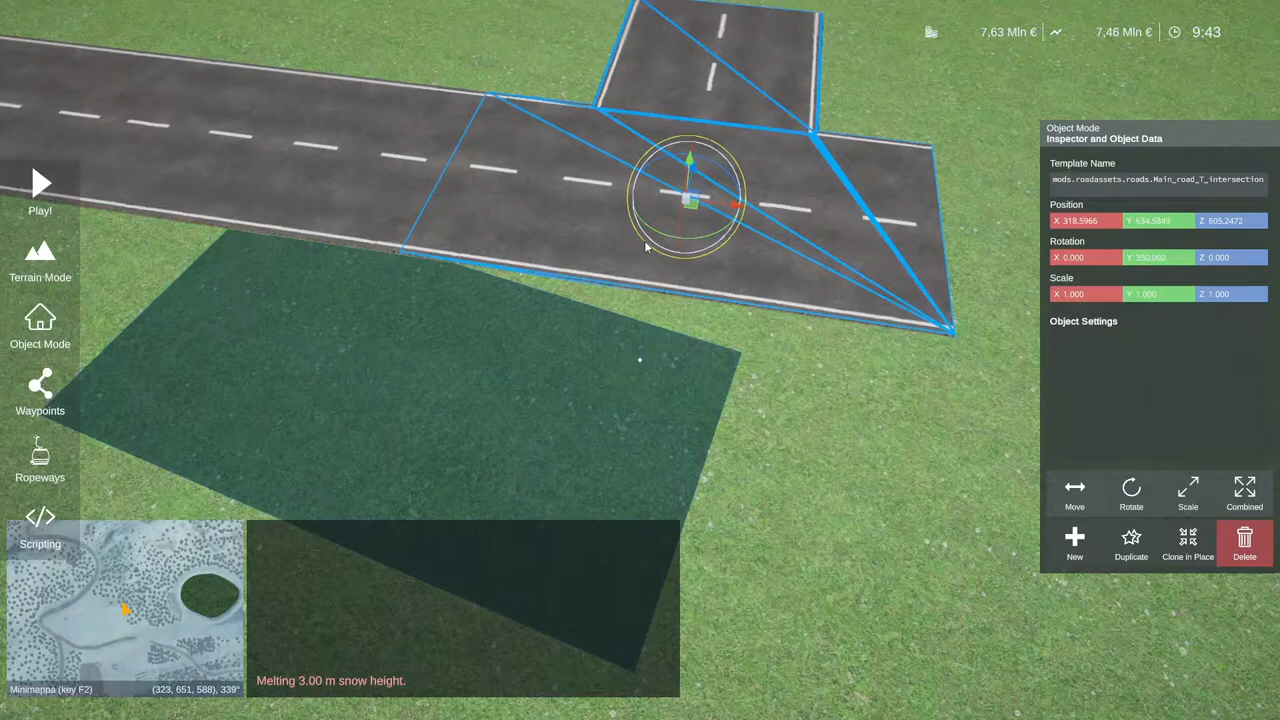 7,63 Mln €
7,46 Mln €
9:43
Play!
Terrain Mode
Object Mode
Waypoints
Ropeways
Scripting
Object Mode
Inspector and Object Data
Template Name
mods.roadassets.roads.Main_road_T_intersection
Position
X 318.5966
Y 634.5849
Z 605.2472
Rotation
X 0.000
Y 350.000
Z 0.000
Scale
X 1.000
Y 1.000
Z 1.000
Object Settings
Move
Rotate
Scale
Combined
New
Duplicate
Clone in Place
Delete
Minimappa (key F2)
(323, 651, 588), 339°
Melting 3.00 m snow height.